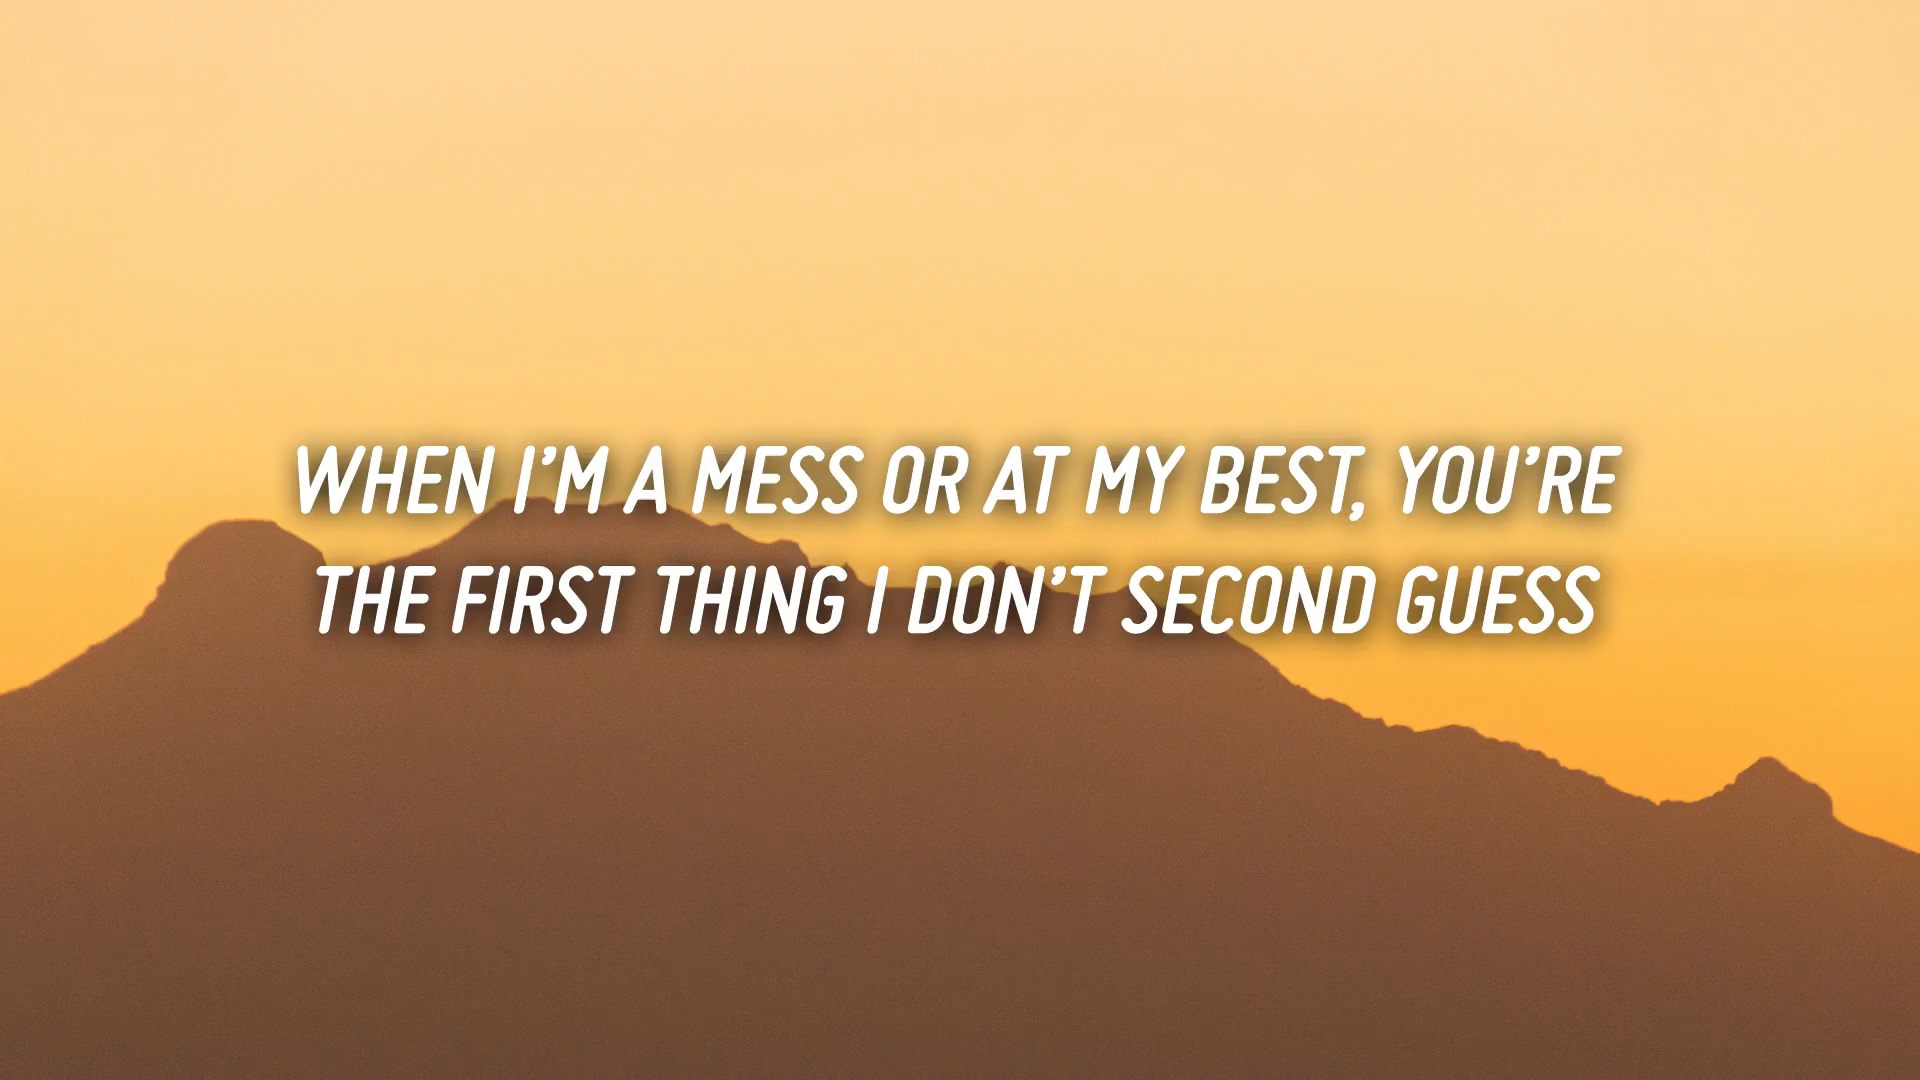 WHEN I'M A MESS OR AT MY BEST, YOU'RE
THE FIRST THING I DON'T SECOND GUESS